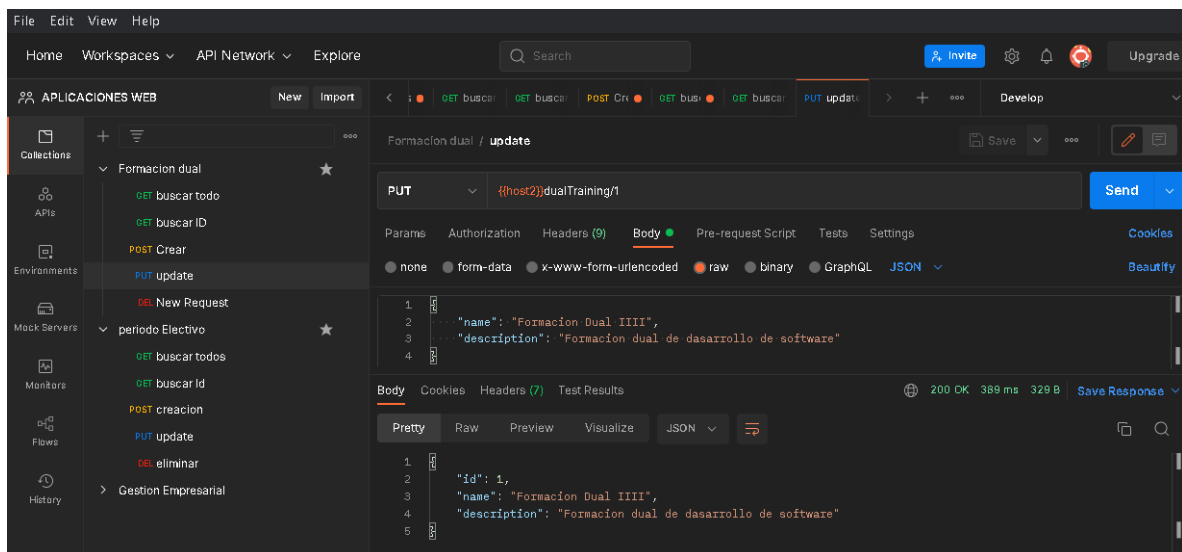 File Edit View Help
Home Workspaces API Network Explore Search Invite Upgrade
APLICACIONES WEB New Import GET buscar GET buscar POST Cre GET bus GET buscar PUT update Develop
Collections
APIs
Environments
Mock Servers
Monitors
Flows
History
Formacion dual
GET buscar todo
GET buscar ID
POST Crear
PUT update
DEL New Request
periodo Electivo
GET buscar todos
GET buscar Id
POST creacion
PUT update
DEL eliminar
Gestion Empresarial
Formacion dual / update Save
PUT {{host2}}dualTraining/1 Send
Params Authorization Headers (9) Body Pre-request Script Tests Settings Cookies
none form-data x-www-form-urlencoded raw binary GraphQL JSON Beautify
1 {
2 "name": "Formacion Dual IIII",
3 "description": "Formacion dual de dasarrollo de software"
4 }
Body Cookies Headers (7) Test Results 200 OK 389 ms 329 B Save Response
Pretty Raw Preview Visualize JSON
1 {
2 "id": 1,
3 "name": "Formacion Dual IIII",
4 "description": "Formacion dual de dasarrollo de software"
5 }